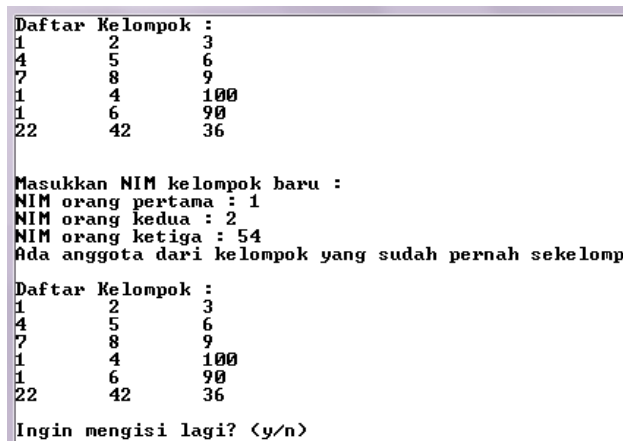 Daftar Kelompok :
1 2 3
4 5 6
7 8 9
1 4 100
1 6 90
22 42 36
Masukkan NIM kelompok baru :
NIM orang pertama : 1
NIM orang kedua : 2
NIM orang ketiga : 54
Ada anggota dari kelompok yang sudah pernah sekelomp
Daftar Kelompok :
1 2 3
4 5 6
7 8 9
1 4 100
1 6 90
22 42 36
Ingin mengisi lagi? (y/n)